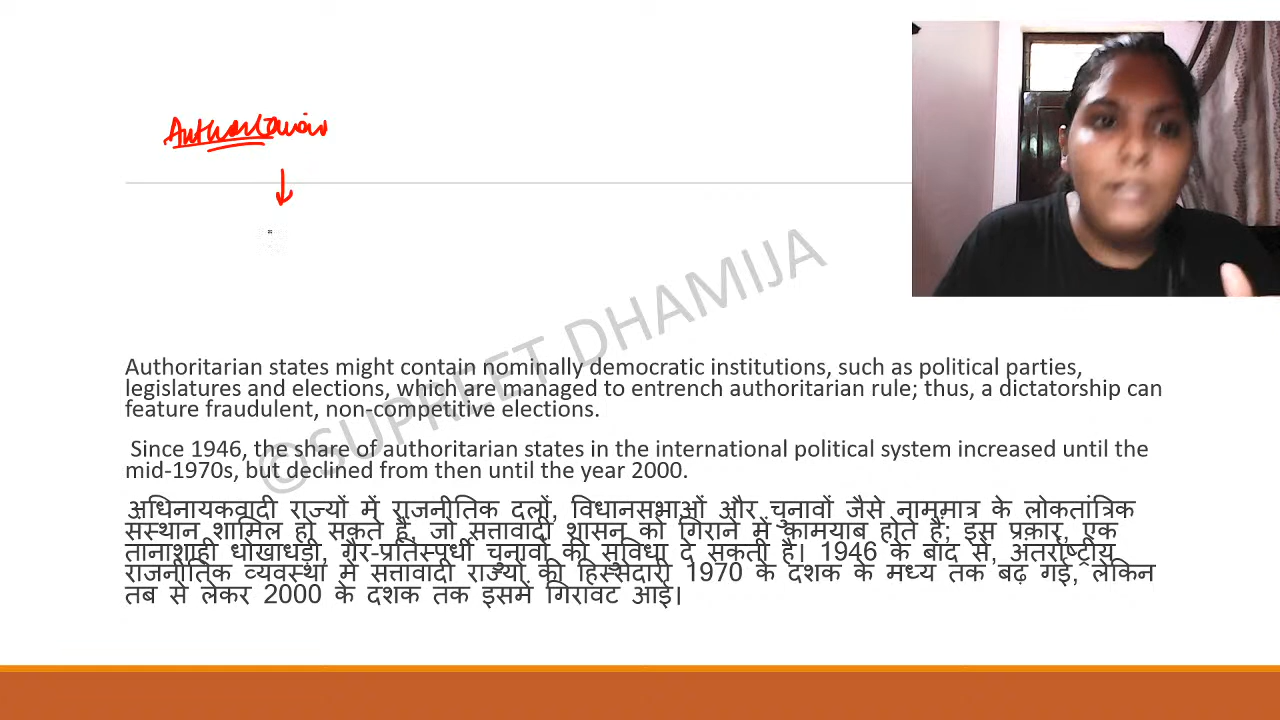 Authoritarian
©SUPREET DHAMIJA
Authoritarian states might contain nominally democratic institutions, such as political parties,
legislatures and elections, which are managed to entrench authoritarian rule; thus, a dictatorship can
feature fraudulent, non-competitive elections.
Since 1946, the share of authoritarian states in the international political system increased until the
mid-1970s, but declined from then until the year 2000.
अधिनायकवादी राज्यों में राजनीतिक दलों, विधानसभाओं और चुनावों जैसे नाममात्र के लोकतांत्रिक
संस्थान शामिल हो सकते हैं, जो सत्तावादी शासन को गिराने में कामयाब होते हैं; इस प्रकार, एक
तानाशाही धोखाधड़ी, गैर-प्रतिस्पर्धी चुनावों की सुविधा दे सकती है। 1946 के बाद से, अंतर्राष्ट्रीय
राजनीतिक व्यवस्था में सत्तावादी राज्यों की हिस्सेदारी 1970 के दशक के मध्य तक बढ़ गई, लेकिन
तब से लेकर 2000 के दशक तक इसमें गिरावट आई।